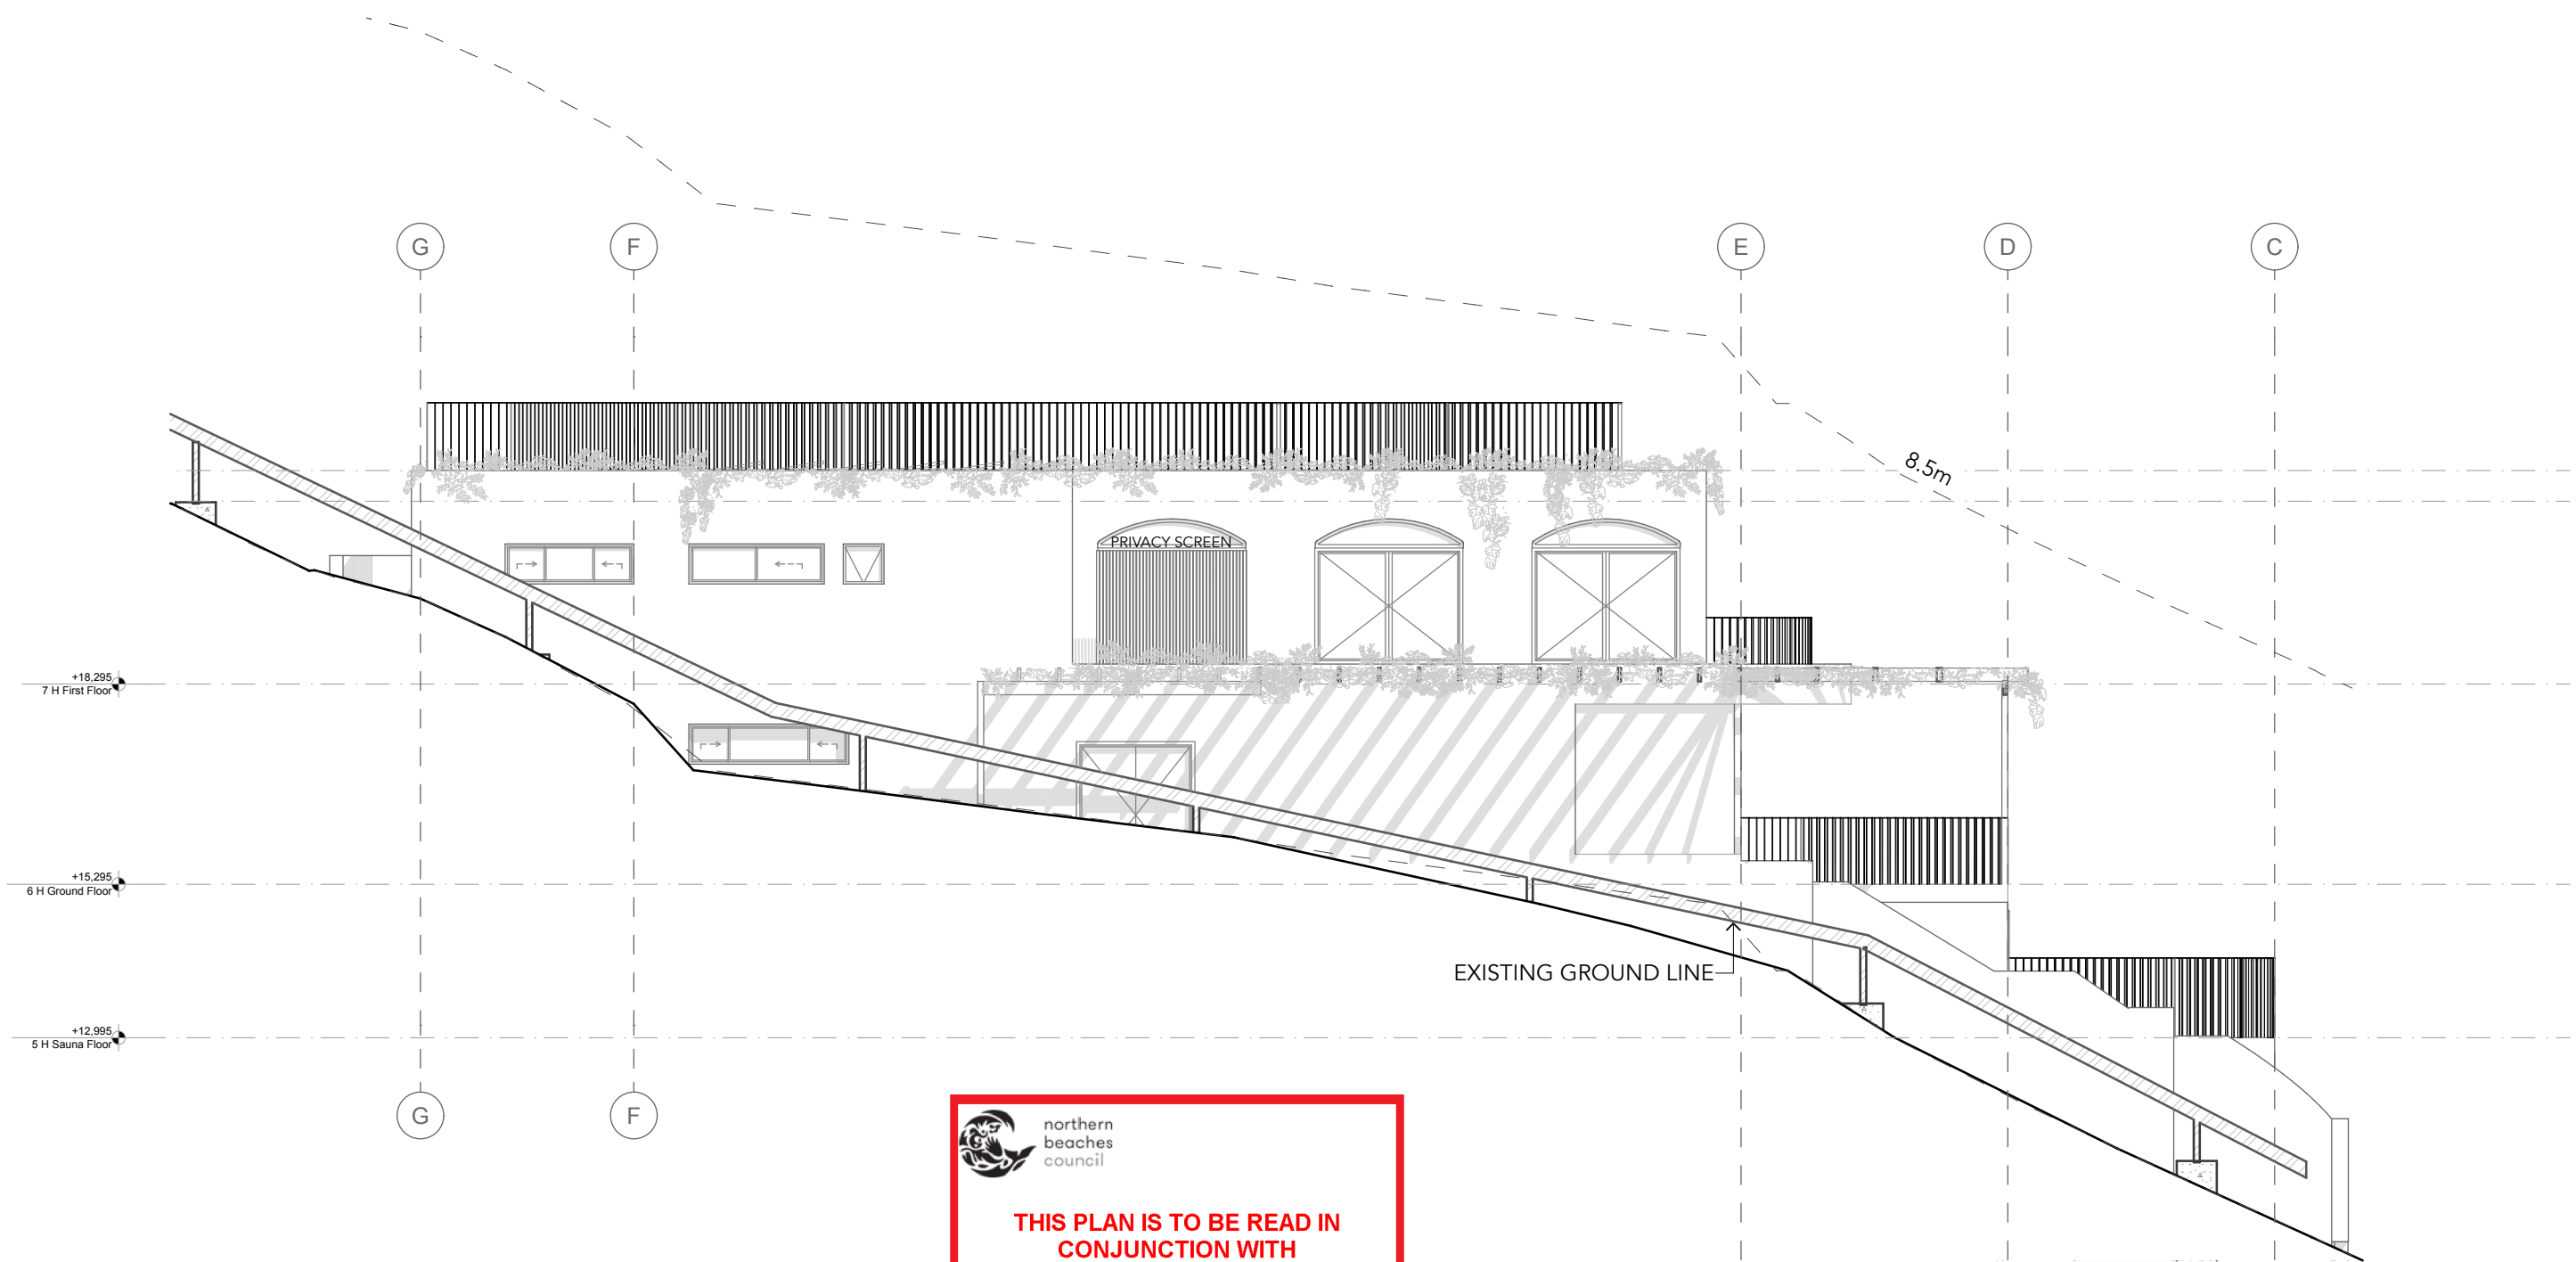 G
F
E
D
C
8.5m
PRIVACY SCREEN
+18,295
7 H First Floor
+15,295
6 H Ground Floor
EXISTING GROUND LINE
+12,995
5 H Sauna Floor
G
F
northern
beaches
council
THIS PLAN IS TO BE READ IN
CONJUNCTION WITH